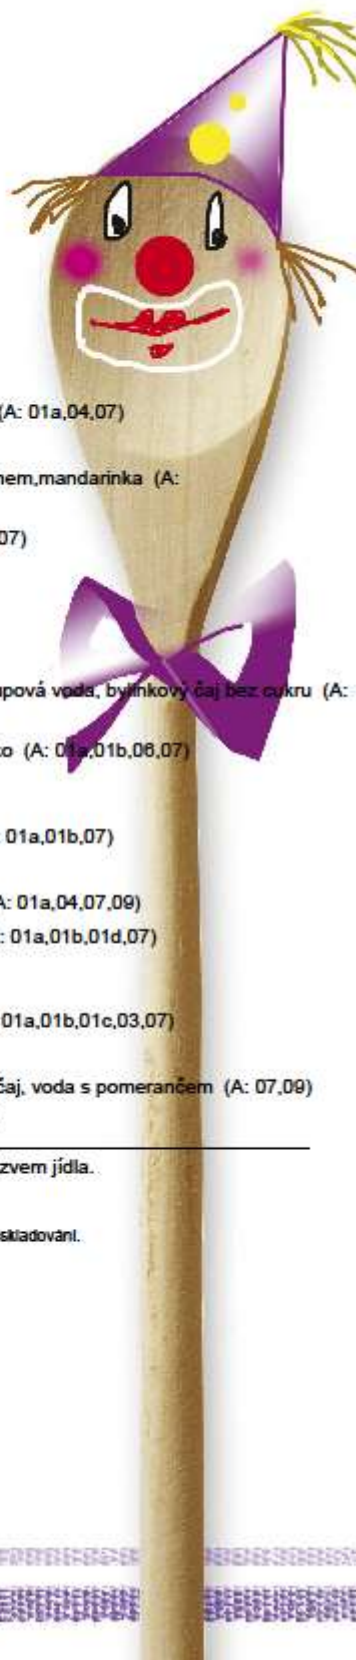 (A: 01a,04,07)
nem,mandarinka (A:
07)
upová voda, bylinkový čaj bez cukru (A:
ko (A: 01a,01b,06,07)
: 01a,01b,07)
A: 01a,04,07,09)
: 01a,01b,01d,07)
01a,01b,01c,03,07)
čaj, voda s pomerančem (A: 07,09)
zvem jídla.
skladování.